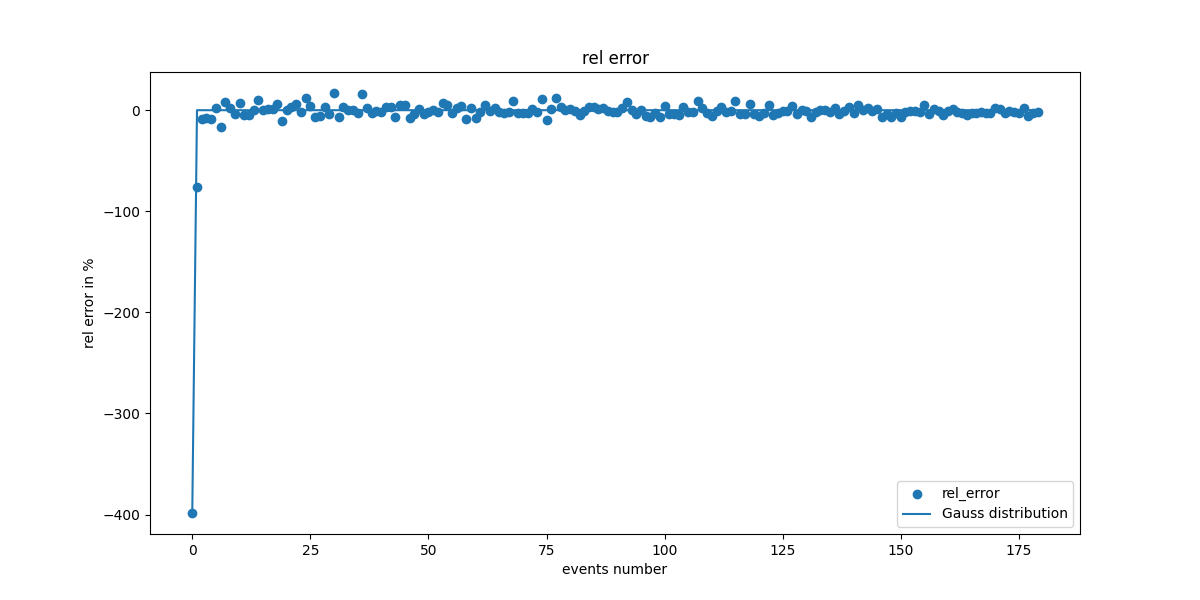 rel error
0
−100
−200
−300
−400
rel error in %
0
25
50
75
100
125
150
175
events number
rel_error
Gauss distribution